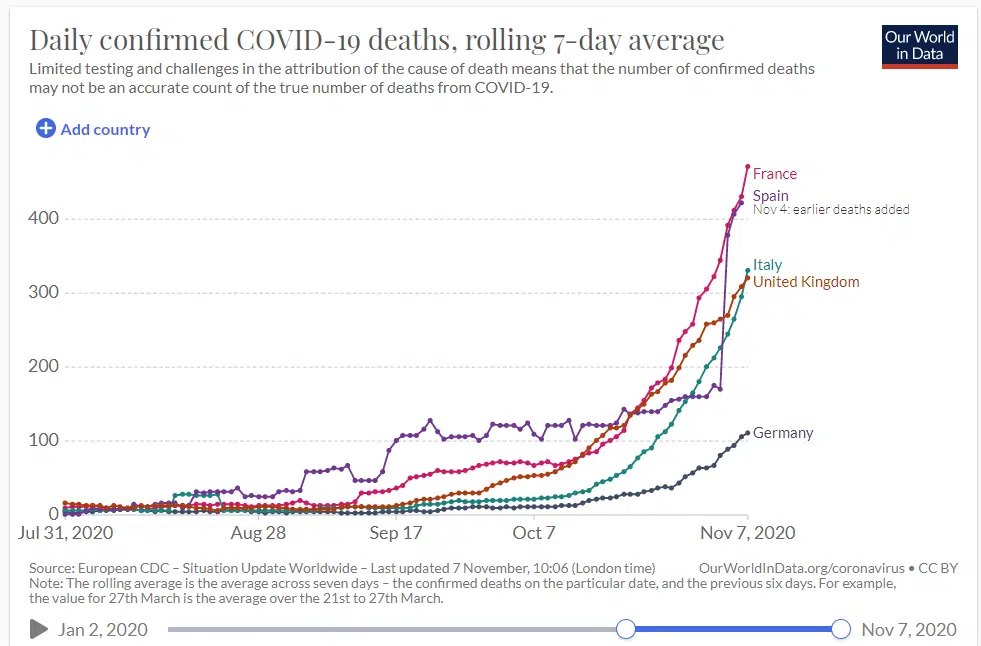 Daily confirmed COVID-19 deaths, rolling 7-day average
Our World
in Data
Limited testing and challenges in the attribution of the cause of death means that the number of confirmed deaths
may not be an accurate count of the true number of deaths from COVID-19.
Add country
France
Spain
Nov 4: earlier deaths added
400
Italy
United Kingdom
300
200
100
Germany
0
Jul 31, 2020
Aug 28
Sep 17
Oct 7
Nov 7, 2020
Source: European CDC – Situation Update Worldwide – Last updated 7 November, 10:06 (London time)
OurWorldInData.org/coronavirus • CC BY
Note: The rolling average is the average across seven days – the confirmed deaths on the particular date, and the previous six days. For example,
the value for 27th March is the average over the 21st to 27th March.
Jan 2, 2020
Nov 7, 2020